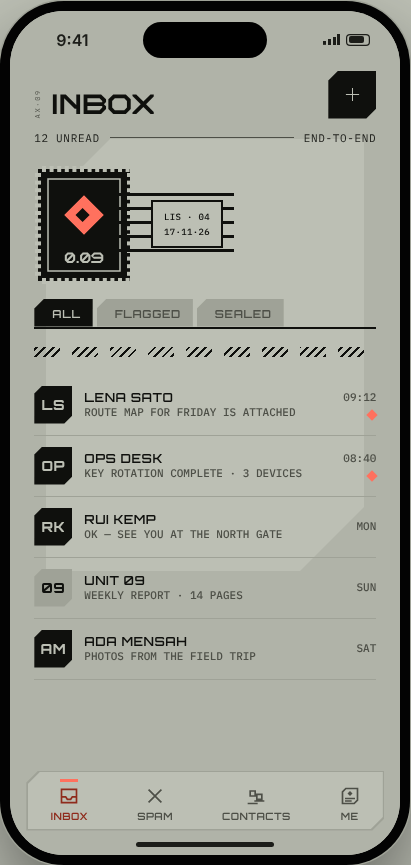 9:41
AX·09
INBOX
12 UNREAD
END-TO-END
0.09
LIS · 04
17·11·26
ALL
FLAGGED
SEALED
LS
LENA SATO
09:12
ROUTE MAP FOR FRIDAY IS ATTACHED
OP
OPS DESK
08:40
KEY ROTATION COMPLETE · 3 DEVICES
RK
RUI KEMP
MON
OK — SEE YOU AT THE NORTH GATE
09
UNIT 09
SUN
WEEKLY REPORT · 14 PAGES
AM
ADA MENSAH
SAT
PHOTOS FROM THE FIELD TRIP
INBOX
SPAM
CONTACTS
ME